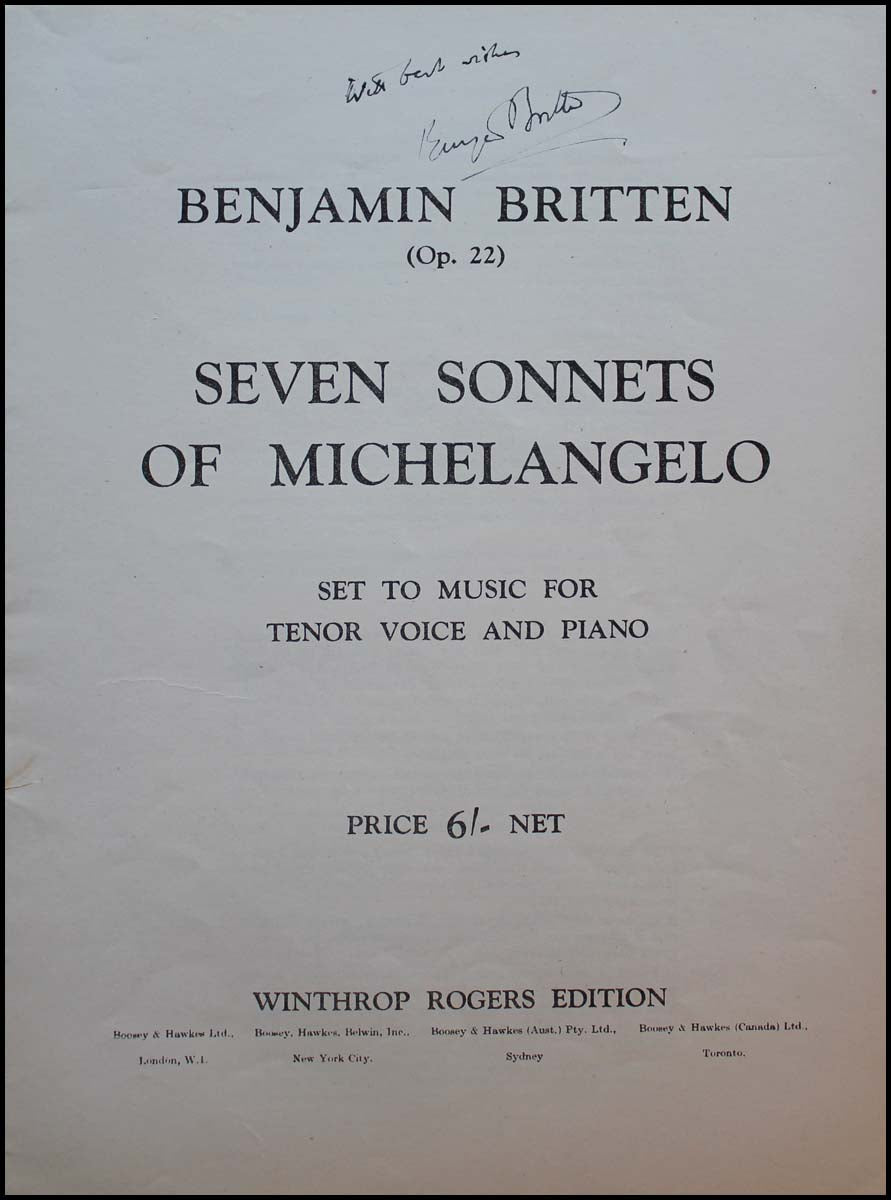 With best wishes
Benjamin Britten
BENJAMIN BRITTEN
(Op. 22)
SEVEN SONNETS
OF MICHELANGELO
SET TO MUSIC FOR
TENOR VOICE AND PIANO
PRICE 6/- NET
WINTHROP ROGERS EDITION
Boosey & Hawkes Ltd., Boosey, Hawkes, Belwin, Inc., Boosey & Hawkes (Aust.) Pty. Ltd., Boosey & Hawkes (Canada) Ltd.,
London, W.1. New York City. Sydney Toronto.